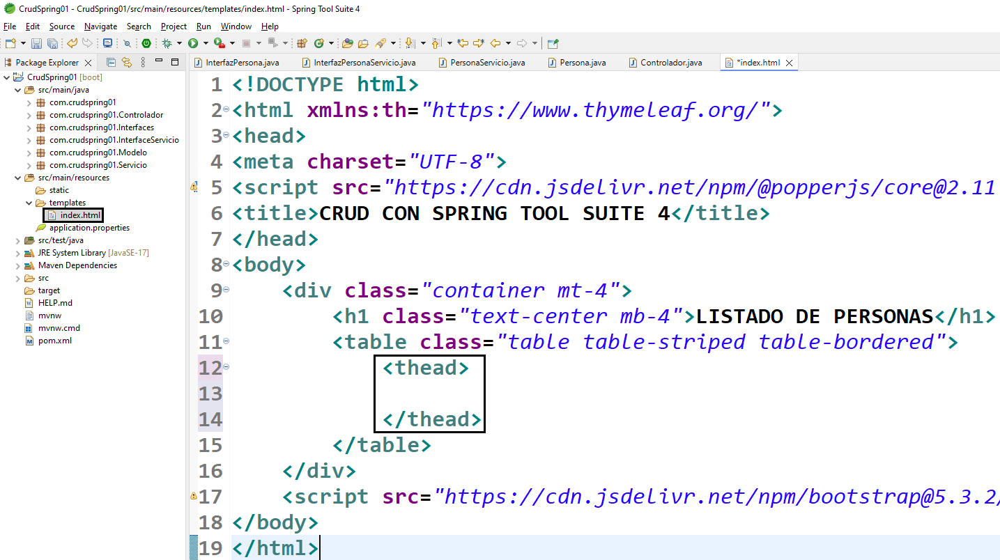 CrudSpring01 - CrudSpring01/src/main/resources/templates/index.html - Spring Tool Suite 4
File Edit Source Navigate Search Project Run Window Help
Package Explorer
InterfazPersona.java InterfazPersonaServicio.java PersonaServicio.java Persona.java Controlador.java *index.html
CrudSpring01 [boot]
src/main/java
com.crudspring01
com.crudspring01.Controlador
com.crudspring01.Interfaces
com.crudspring01.InterfaceServicio
com.crudspring01.Modelo
com.crudspring01.Servicio
src/main/resources
static
templates
index.html
application.properties
src/test/java
JRE System Library [JavaSE-17]
Maven Dependencies
src
target
HELP.md
mvnw
mvnw.cmd
pom.xml
1 <!DOCTYPE html>
2 <html xmlns:th="https://www.thymeleaf.org/">
3 <head>
4 <meta charset="UTF-8">
5 <script src="https://cdn.jsdelivr.net/npm/@popperjs/core@2.11
6 <title>CRUD CON SPRING TOOL SUITE 4</title>
7 </head>
8 <body>
9 <div class="container mt-4">
10 <h1 class="text-center mb-4">LISTADO DE PERSONAS</h1>
11 <table class="table table-striped table-bordered">
12 <thead>
13
14 </thead>
15 </table>
16 </div>
17 <script src="https://cdn.jsdelivr.net/npm/bootstrap@5.3.2/
18 </body>
19 </html>